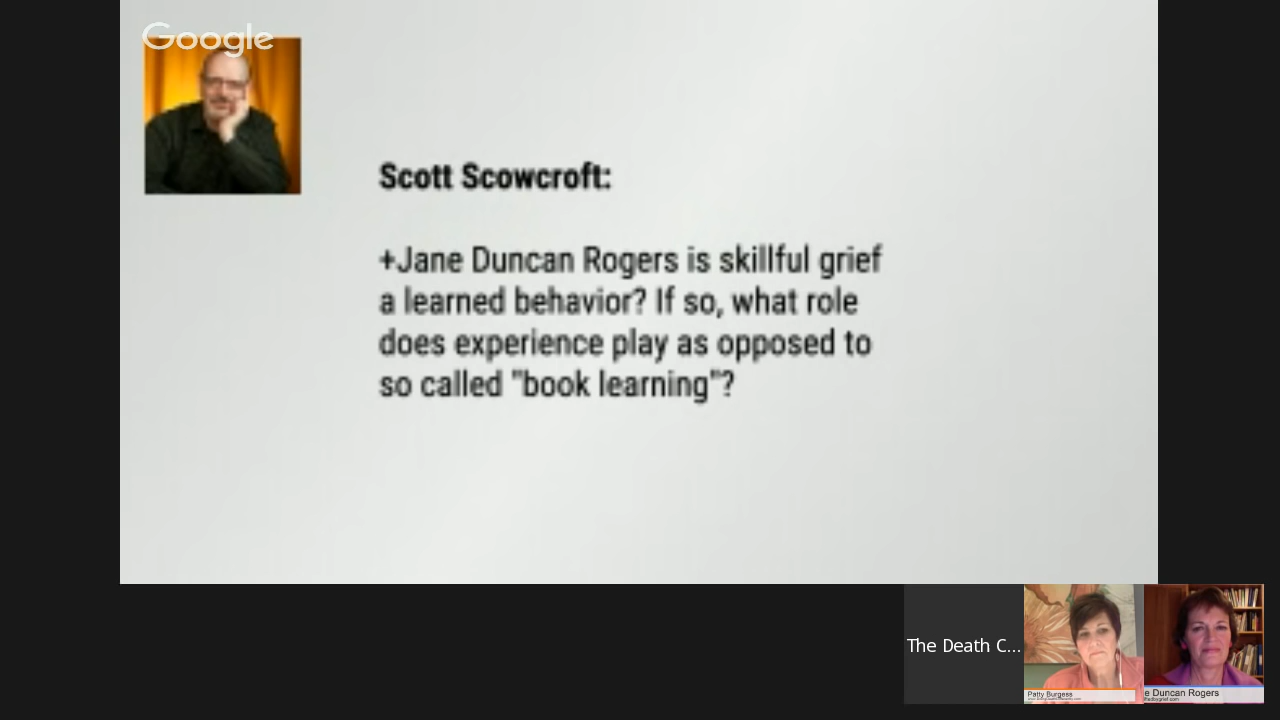 Google
Scott Scowcroft:
+Jane Duncan Rogers is skillful grief
a learned behavior? If so, what role
does experience play as opposed to
so called "book learning"?
The Death C...
Patty Burgess
e Duncan Rogers